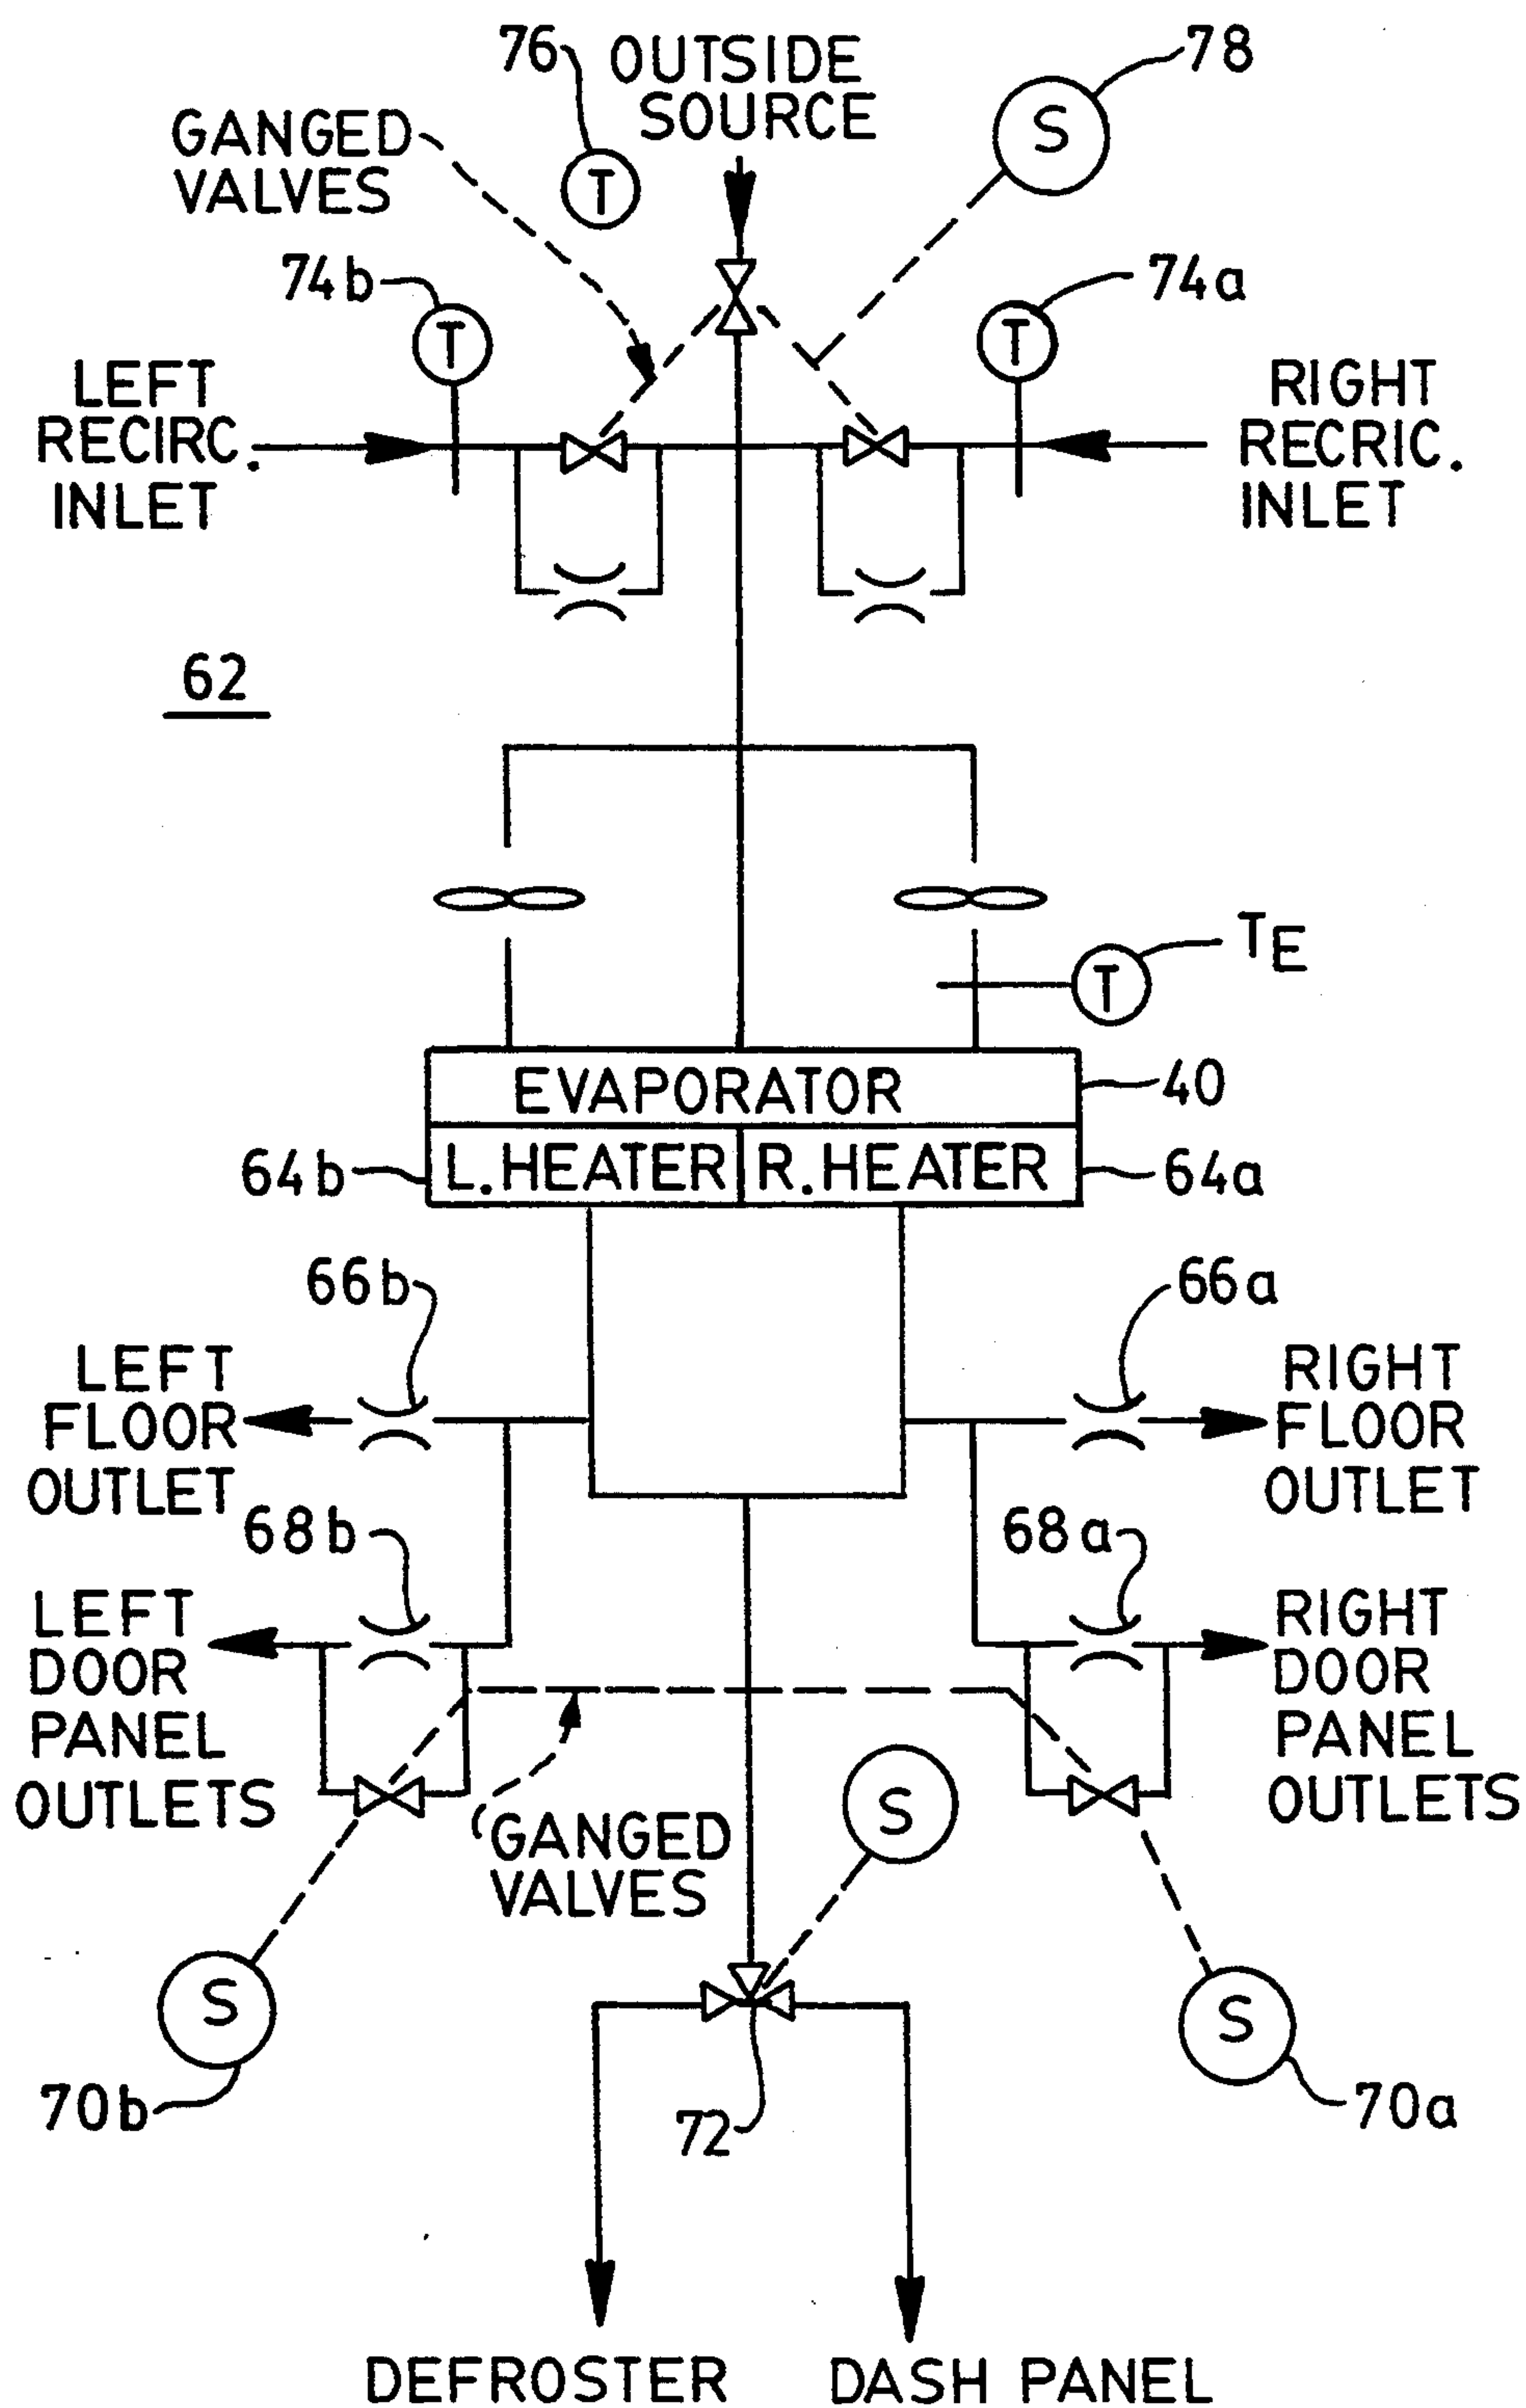 76
OUTSIDE
SOURCE
78
S
GANGED
VALVES
T
74b
74a
T
T
LEFT
RECIRC.
INLET
RIGHT
RECRIC.
INLET
62
TE
T
EVAPORATOR
40
64b
L.HEATER
R.HEATER
64a
66b
66a
LEFT
FLOOR
OUTLET
RIGHT
FLOOR
OUTLET
68b
68a
LEFT
DOOR
PANEL
OUTLETS
RIGHT
DOOR
PANEL
OUTLETS
GANGED
VALVES
S
S
S
70b
72
70a
DEFROSTER
DASH PANEL